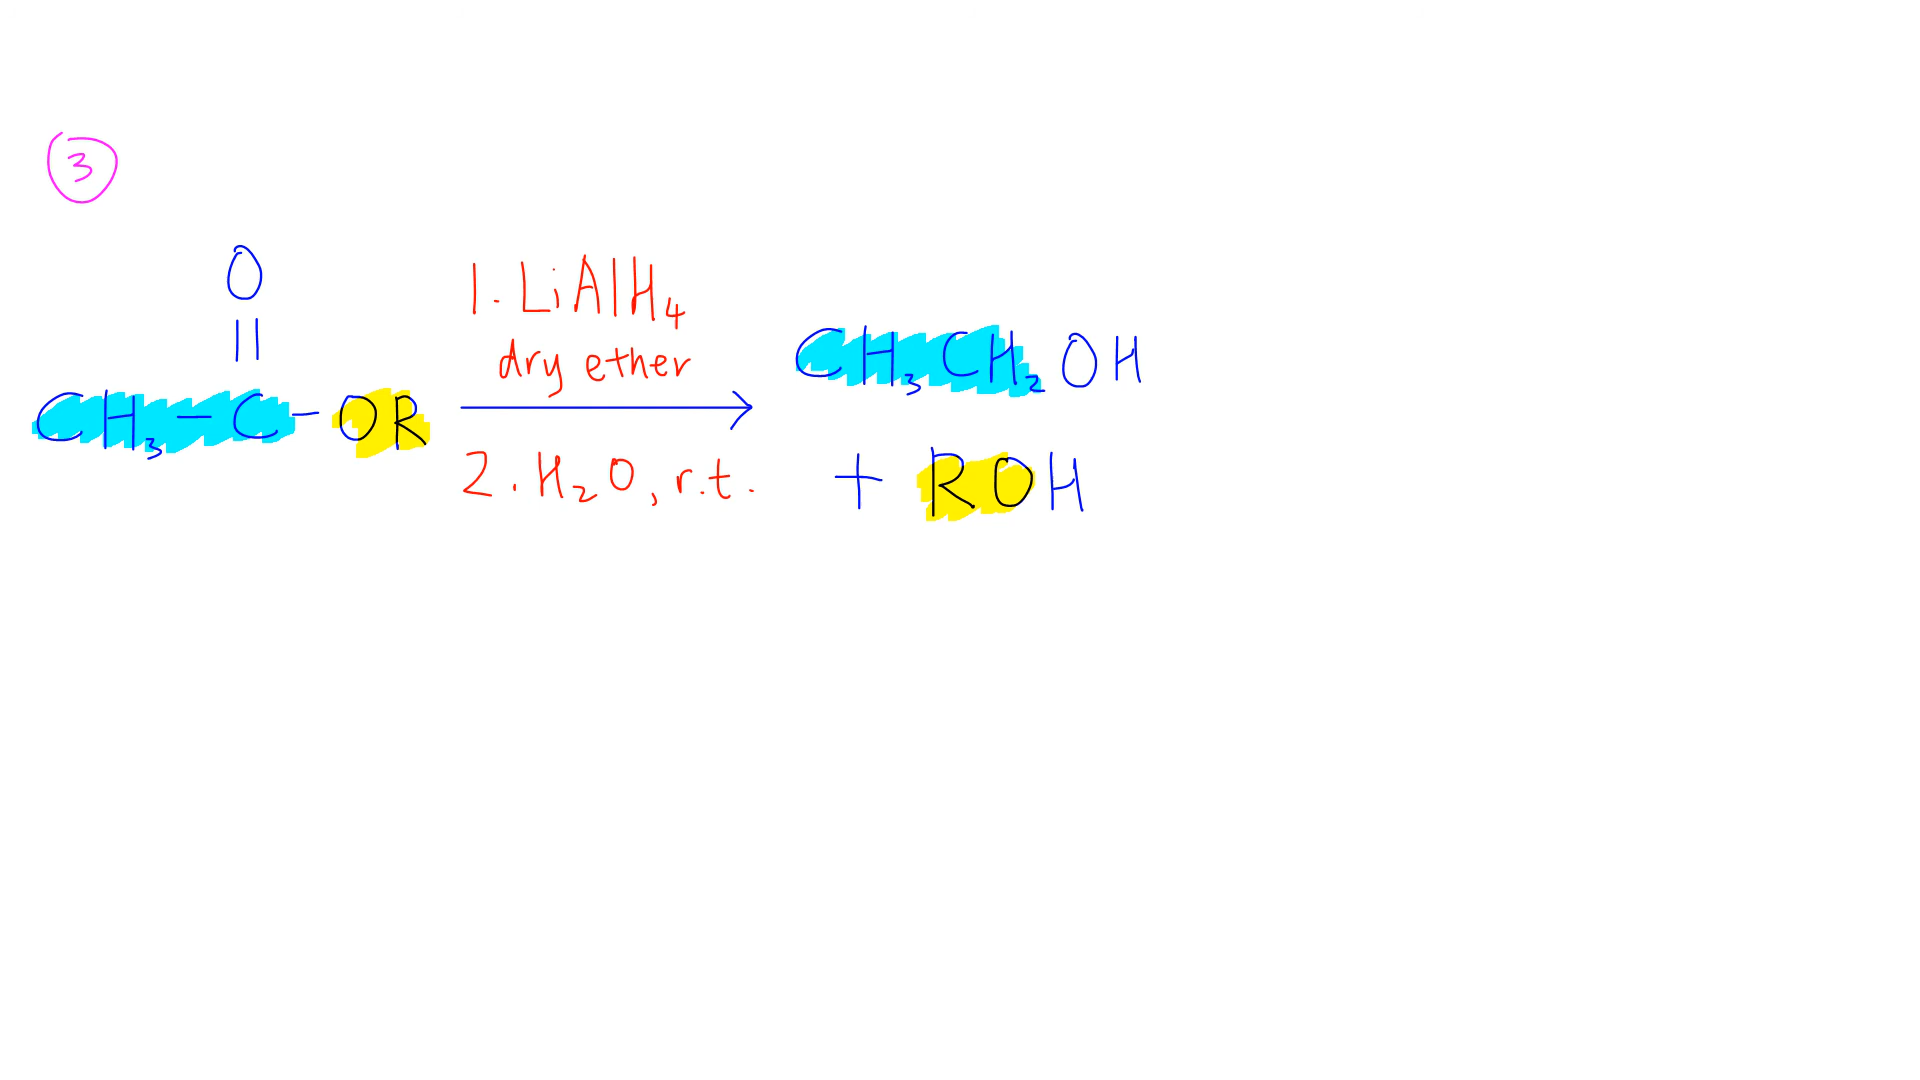 3
O
||
CH₃ – C – OR
1. LiAlH₄
dry ether
2. H₂O, r.t.
CH₃CH₂OH
+ ROH